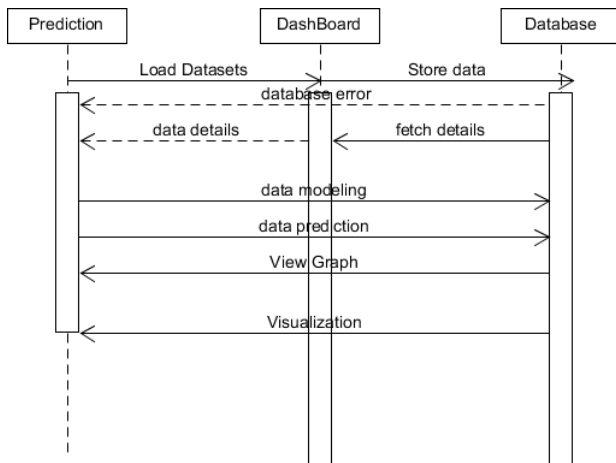 Prediction
DashBoard
Database
Load Datasets
Store data
database error
data details
fetch details
data modeling
data prediction
View Graph
Visualization